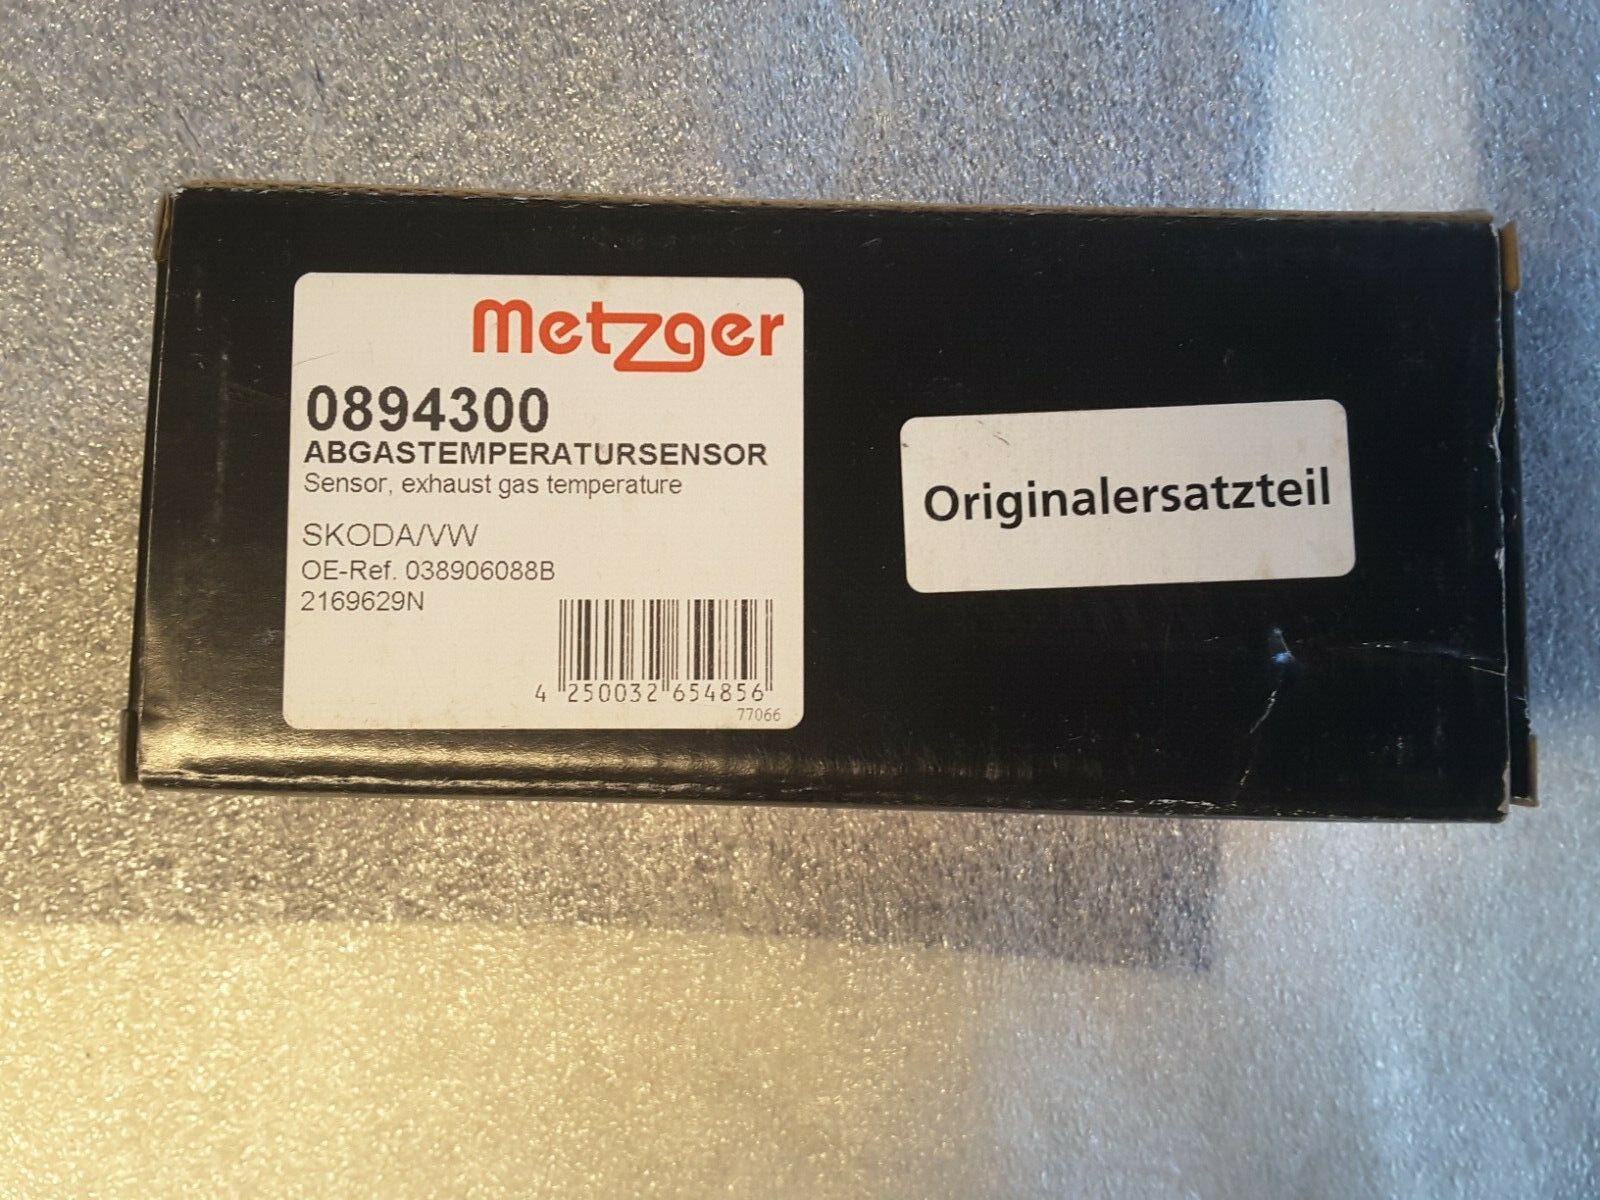 Metzger
0894300
ABGASTEMPERATURSENSOR
Sensor, exhaust gas temperature
SKODA/VW
OE-Ref. 038906088B
2169629N
4 250032 654856
77066
Originalersatzteil